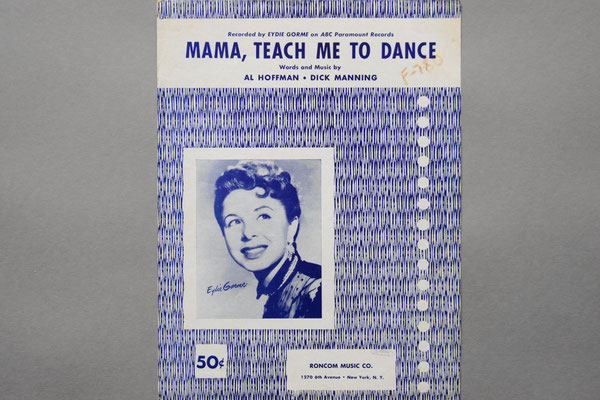 Recorded by EYDIE GORME on ABC Paramount Records
MAMA, TEACH ME TO DANCE
Words and Music by
AL HOFFMAN • DICK MANNING
Eydie Gorme
50¢
RONCOM MUSIC CO.
1270 6th Avenue • New York, N. Y.